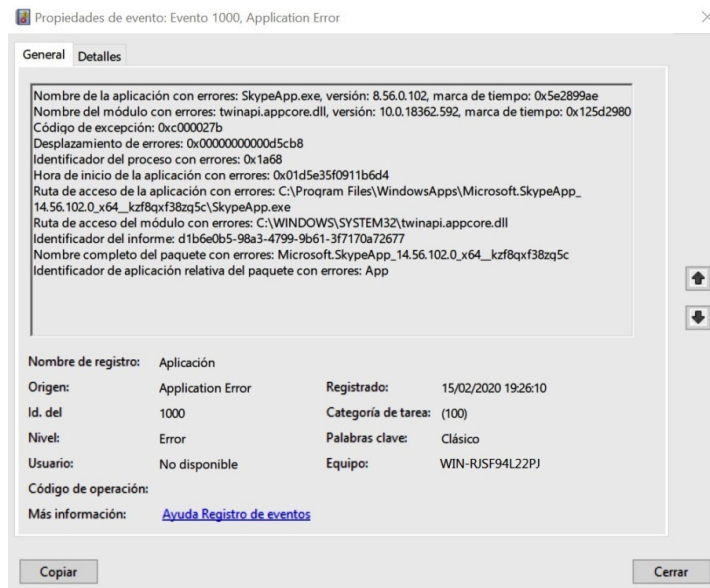 Propiedades de evento: Evento 1000, Application Error
General Detalles
Nombre de la aplicación con errores: SkypeApp.exe, versión: 8.56.0.102, marca de tiempo: 0x5e2899ae
Nombre del módulo con errores: twinapi.appcore.dll, versión: 10.0.18362.592, marca de tiempo: 0x125d2980
Código de excepción: 0xc000027b
Desplazamiento de errores: 0x00000000000d5cb8
Identificador del proceso con errores: 0x1a68
Hora de inicio de la aplicación con errores: 0x01d5e35f0911b6d4
Ruta de acceso de la aplicación con errores: C:\Program Files\WindowsApps\Microsoft.SkypeApp_
14.56.102.0_x64__kzf8qxf38zg5c\SkypeApp.exe
Ruta de acceso del módulo con errores: C:\WINDOWS\SYSTEM32\twinapi.appcore.dll
Identificador del informe: d1b6e0b5-98a3-4799-9b61-3f7170a72677
Nombre completo del paquete con errores: Microsoft.SkypeApp_14.56.102.0_x64__kzf8qxf38zg5c
Identificador de aplicación relativa del paquete con errores: App
Nombre de registro: Aplicación
Origen: Application Error Registrado: 15/02/2020 19:26:10
Id. del 1000 Categoría de tarea: (100)
Nivel: Error Palabras clave: Clásico
Usuario: No disponible Equipo: WIN-RJSF94L22PJ
Código de operación:
Más información: Ayuda Registro de eventos
Copiar Cerrar